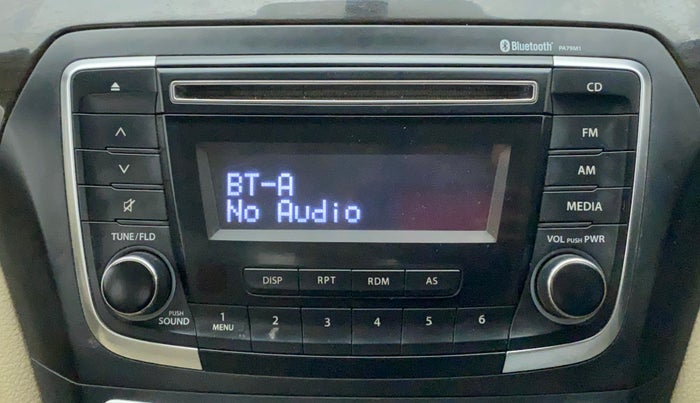 Bluetooth PA79M1
CD
FM
AM
MEDIA
BT-A
No Audio
TUNE/FLD
VOL PUSH PWR
DISP RPT RDM AS
PUSH
SOUND
1 2 3 4 5 6
MENU